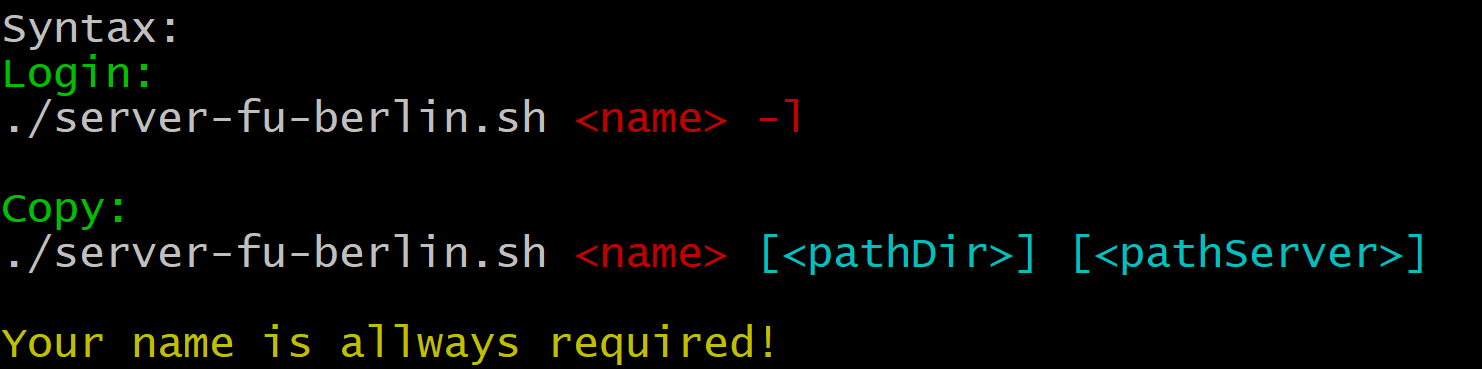 Syntax:
Login:
./server-fu-berlin.sh <name> -l
Copy:
./server-fu-berlin.sh <name> [<pathDir>] [<pathServer>]
Your name is allways required!